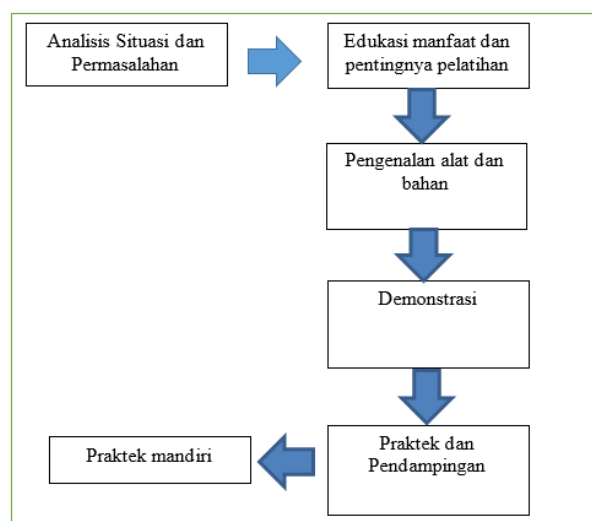 Analisis Situasi dan
Permasalahan
Edukasi manfaat dan
pentingnya pelatihan
Pengenalan alat dan
bahan
Demonstrasi
Praktek dan
Pendampingan
Praktek mandiri